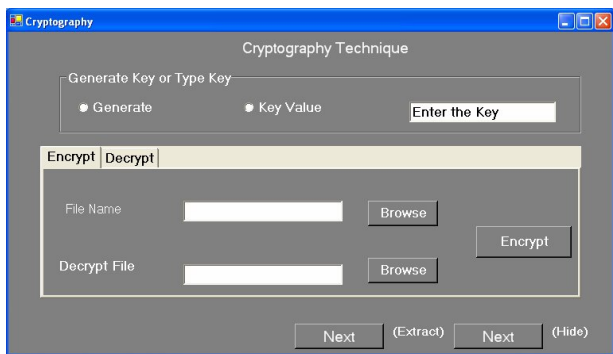 Cryptography
Cryptography Technique
Generate Key or Type Key
Generate Key Value Enter the Key
Encrypt Decrypt
File Name Browse
Encrypt
Decrypt File Browse
Next (Extract) Next (Hide)